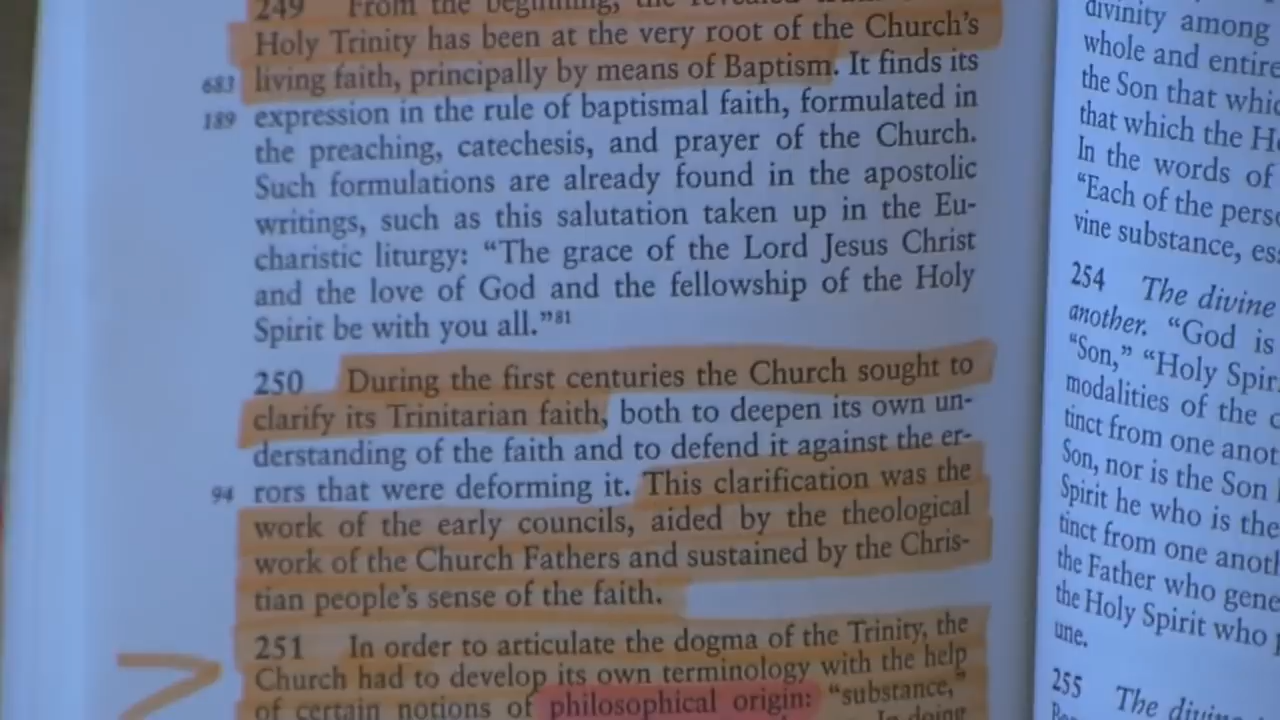 249 From the beginning, the revealed
Holy Trinity has been at the very root of the Church's
683 living faith, principally by means of Baptism. It finds its
189 expression in the rule of baptismal faith, formulated in
the preaching, catechesis, and prayer of the Church.
Such formulations are already found in the apostolic
writings, such as this salutation taken up in the Eu-
charistic liturgy: “The grace of the Lord Jesus Christ
and the love of God and the fellowship of the Holy
Spirit be with you all.”81
250 During the first centuries the Church sought to
clarify its Trinitarian faith, both to deepen its own un-
derstanding of the faith and to defend it against the er-
94 rors that were deforming it. This clarification was the
work of the early councils, aided by the theological
work of the Church Fathers and sustained by the Chris-
tian people's sense of the faith.
251 In order to articulate the dogma of the Trinity, the
Church had to develop its own terminology with the help
of certain notions of philosophical origin: “substance,”
In doing
divinity among
whole and entire
the Son that
that which the
In the words of
“Each of the
vine substance,
254 The divine
another. “God is
“Son,” “Holy
modalities of the
tinct from one
Son, nor is the Son
Spirit he who is the
tinct from one
the Father who
the Holy Spirit who
une.
255 The